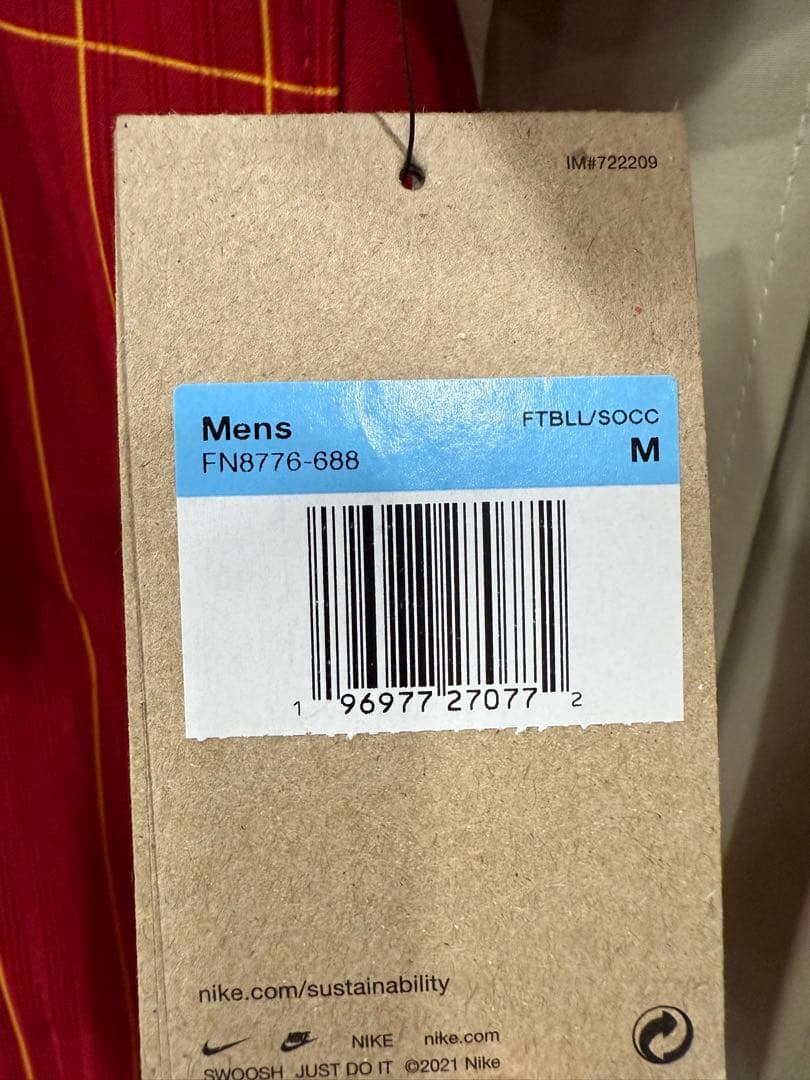 IM#722209
Mens
FTBLL/SOCC
FN8776-688
M
1 96977 27077 2
nike.com/sustainability
NIKE NIKE nike.com
SWOOSH JUST DO IT ©2021 Nike